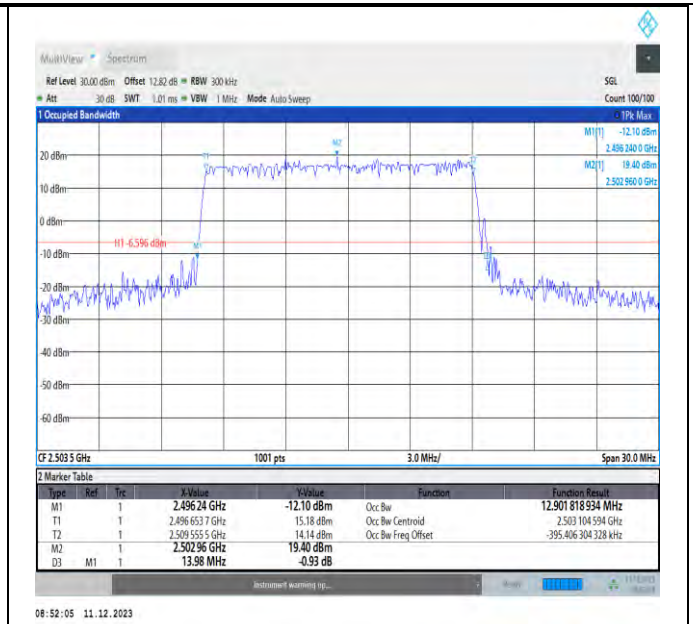 MultiView Spectrum
Ref Level 30.00 dBm Offset 12.82 dB RBW 300 kHz SGL
Att 30 dB SWT 1.01 ms VBW 1 MHz Mode Auto Sweep Count 100/100
1 Occupied Bandwidth 1Pk Max
M1[1] -12.10 dBm
2.496 240 0 GHz
M2[1] 19.40 dBm
2.502 960 0 GHz
M2
T1 T2
20 dBm
10 dBm
0 dBm
H1 -6.596 dBm
M1
-10 dBm
-20 dBm
-30 dBm
-40 dBm
-50 dBm
-60 dBm
CF 2.503 5 GHz 1001 pts 3.0 MHz/ Span 30.0 MHz
2 Marker Table
Type Ref Trc X-Value Y-Value Function Function Result
M1 1 2.496 24 GHz -12.10 dBm Occ Bw 12.901 818 934 MHz
T1 1 2.496 653 7 GHz 15.18 dBm Occ Bw Centroid 2.503 104 594 GHz
T2 1 2.509 555 5 GHz 14.14 dBm Occ Bw Freq Offset -395.406 304 328 kHz
M2 1 2.502 96 GHz 19.40 dBm
D3 M1 1 13.98 MHz -0.93 dB
Instrument warming up...
08:52:05 11.12.2023